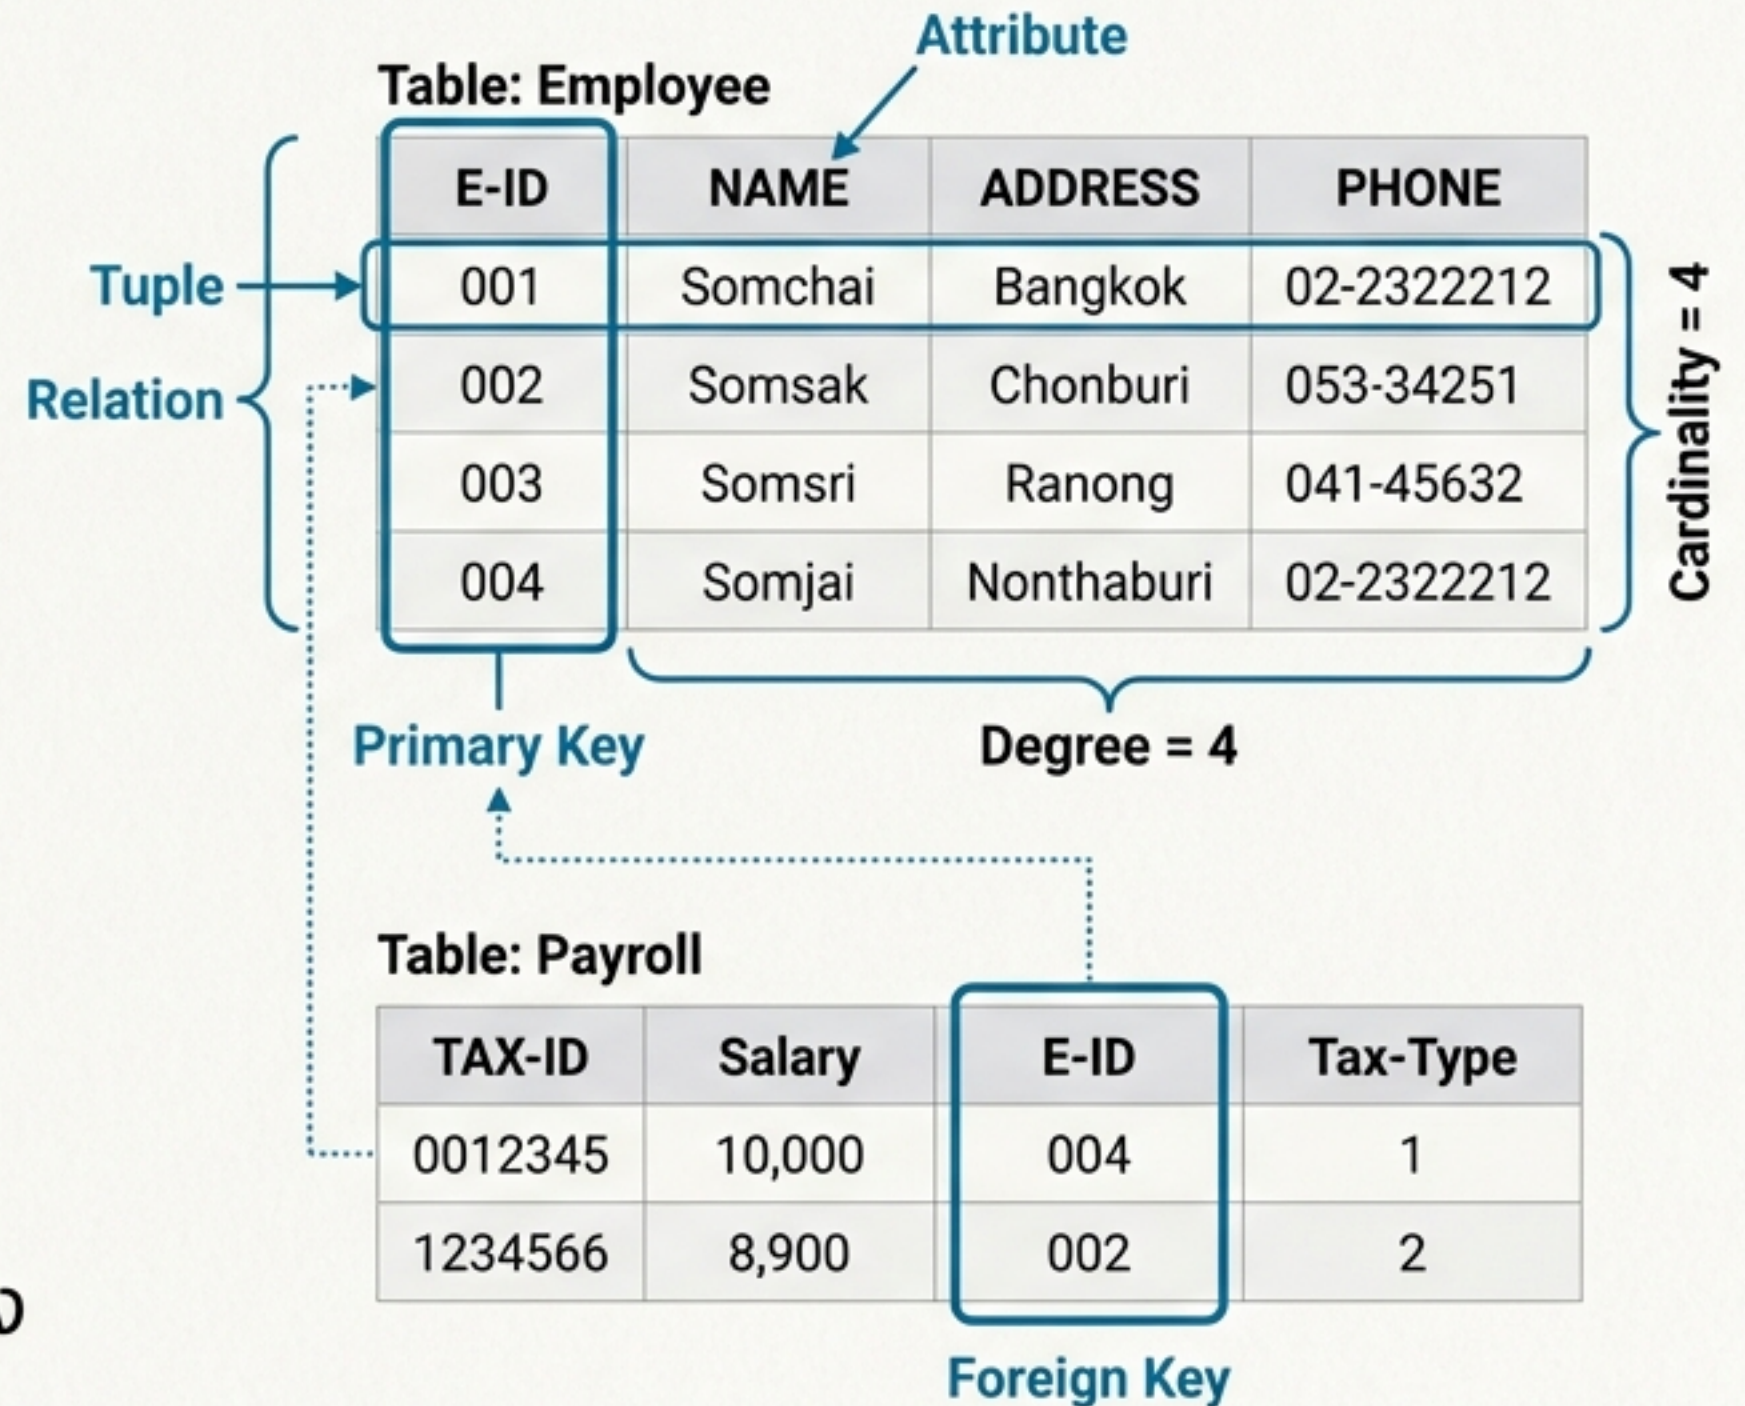 Attribute
Table: Employee
E-ID NAME ADDRESS PHONE
Tuple 001 Somchai Bangkok 02-2322212
Relation 002 Somsak Chonburi 053-34251
003 Somsri Ranong 041-45632
004 Somjai Nonthaburi 02-2322212
Cardinality = 4
Primary Key Degree = 4
Table: Payroll
TAX-ID Salary E-ID Tax-Type
0012345 10,000 004 1
1234566 8,900 002 2
Foreign Key